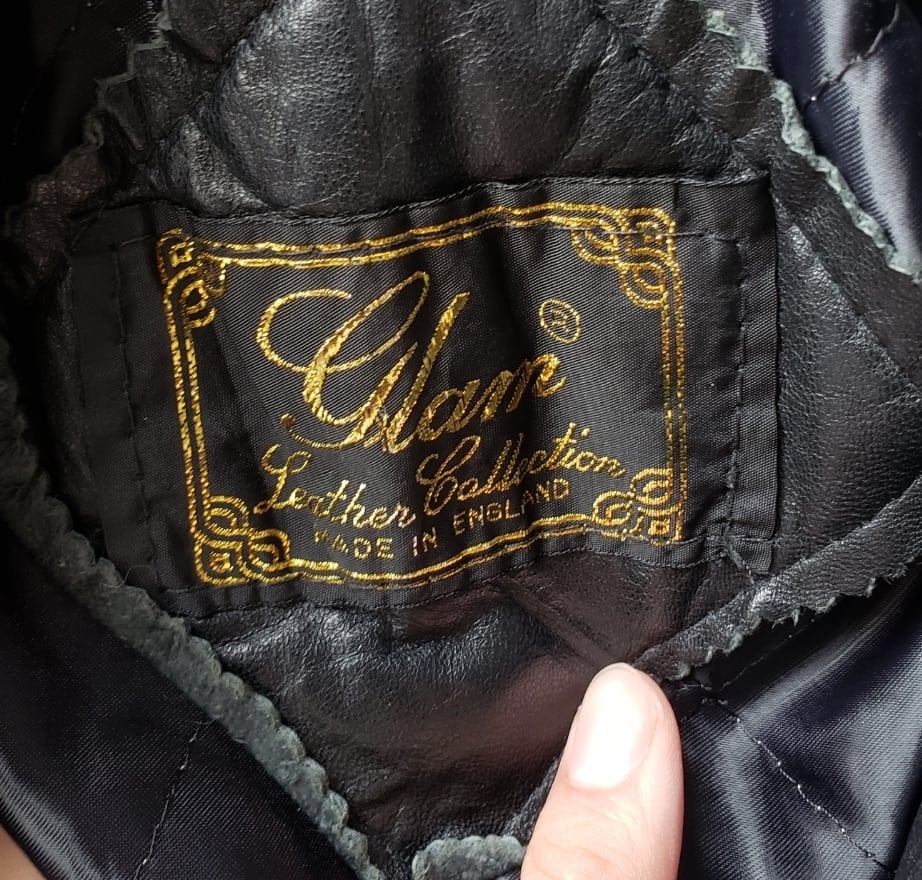 Glam ®
Leather Collection
MADE IN ENGLAND